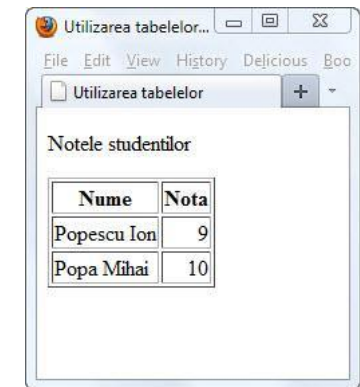 Utilizarea tabelelor...
File Edit View History Delicious Boo
Utilizarea tabelelor
Notele studentilor
Nume Nota
Popescu Ion 9
Popa Mihai 10